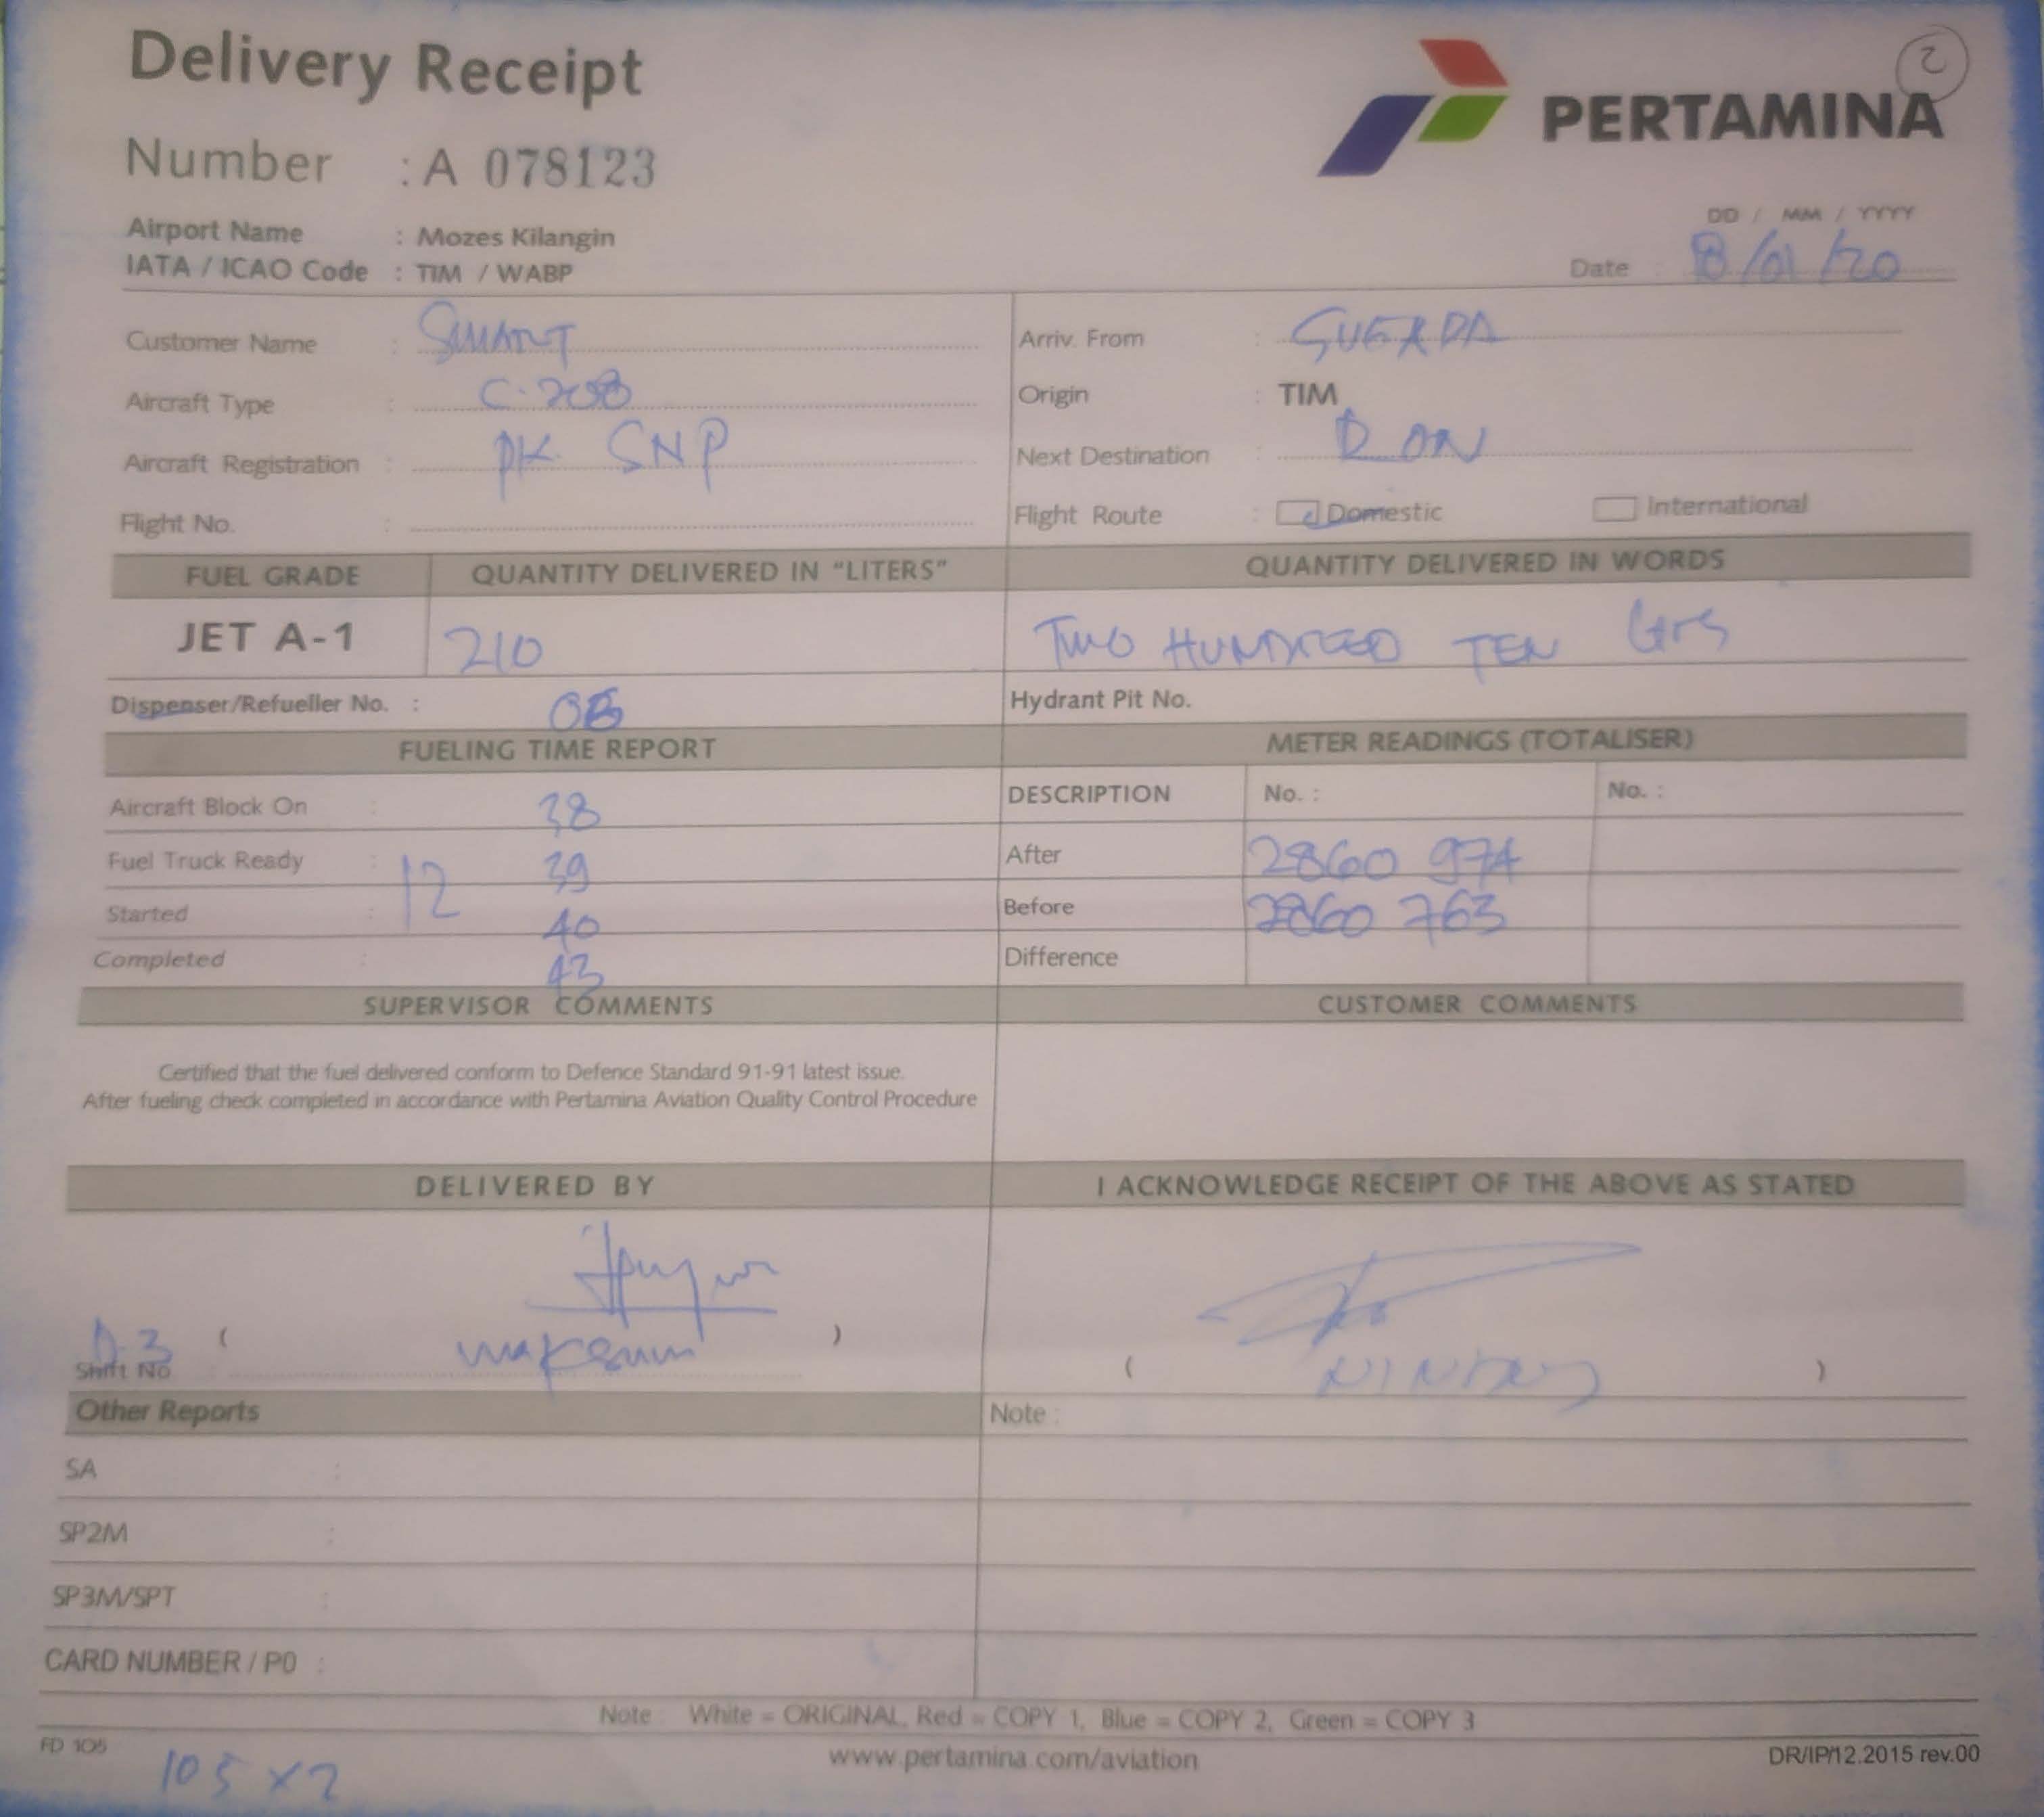 2
Delivery Receipt
PERTAMINA
Number : A 078123
Airport Name : Mozes Kilangin
IATA / ICAO Code : TIM / WABP
DD / MM / YYYY
Date : 8/01/20
Customer Name : SMART
Arriv. From :
Aircraft Type : C-208
Origin : TIM
Aircraft Registration : PK SNP
Next Destination : RON
Flight No. :
Flight Route : Domestic International
FUEL GRADE QUANTITY DELIVERED IN "LITERS" QUANTITY DELIVERED IN WORDS
JET A-1 210 TWO HUNDRED TEN
Dispenser/Refueller No. :
Hydrant Pit No.
FUELING TIME REPORT METER READINGS (TOTALISER)
Aircraft Block On : 38
DESCRIPTION No. : No. :
Fuel Truck Ready : 12 39
After 2860 974
Started : 40
Before 2860 763
Completed : 43
Difference
SUPERVISOR COMMENTS CUSTOMER COMMENTS
Certified that the fuel delivered conform to Defence Standard 91-91 latest issue.
After fueling check completed in accordance with Pertamina Aviation Quality Control Procedure
DELIVERED BY I ACKNOWLEDGE RECEIPT OF THE ABOVE AS STATED
( )
Shift No :
( )
Other Reports Note :
SA :
SP2M :
SP3M/SPT :
CARD NUMBER / P0 :
Note : White = ORIGINAL, Red = COPY 1, Blue = COPY 2, Green = COPY 3
FD 105
www.pertamina.com/aviation
DR/IP/12.2015 rev.00
105 x 2